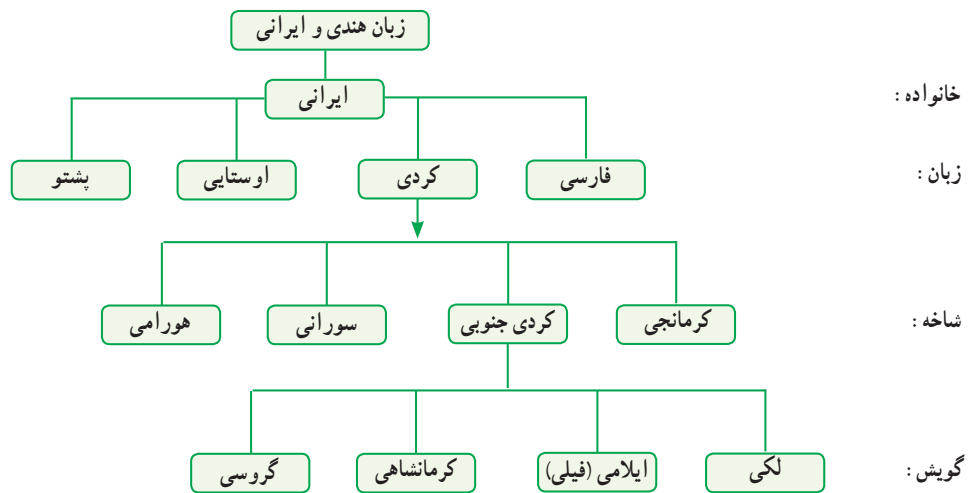 زبان هندی و ایرانی
خانواده :
ایرانی
زبان :
فارسی
کردی
اوستایی
پشتو
شاخه :
کرمانجی
کردی جنوبی
سورانی
هورامی
گویش :
لکی
ایلامی (فیلی)
کرمانشاهی
گروسی